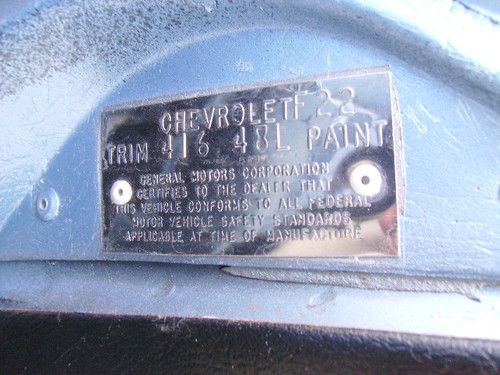 CHEVROLET F22
TRIM 416 48L PAINT
GENERAL MOTORS CORPORATION
CERTIFIES TO THE DEALER THAT
THIS VEHICLE CONFORMS TO ALL FEDERAL
MOTOR VEHICLE SAFETY STANDARDS
APPLICABLE AT TIME OF MANUFACTURE